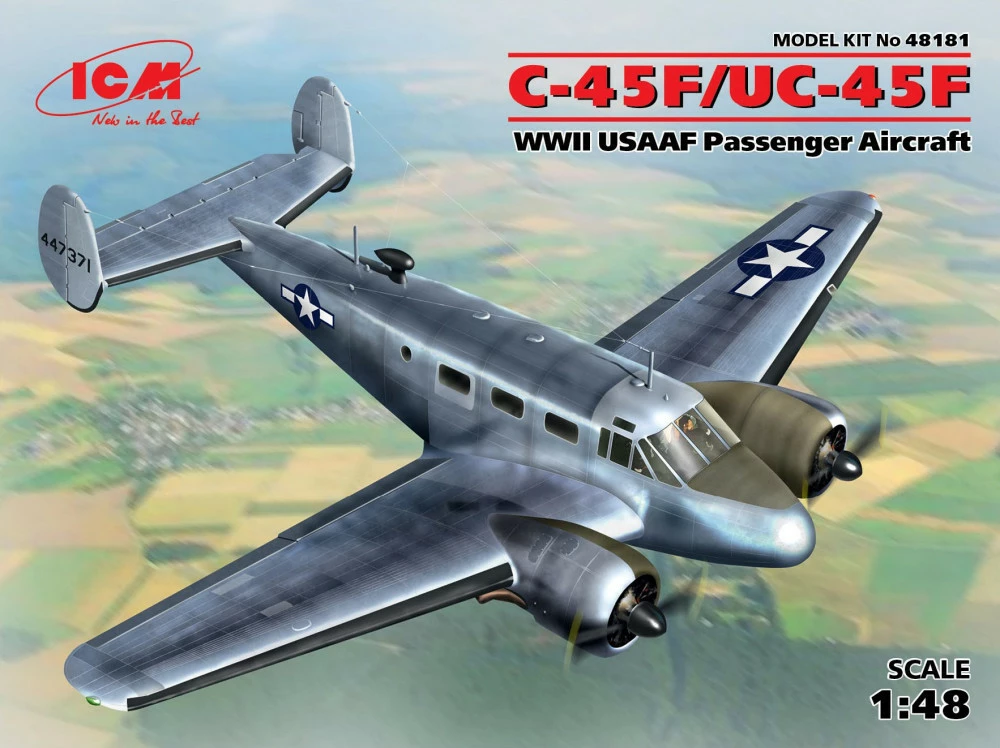 ICM
New in the Best
MODEL KIT No 48181
C-45F/UC-45F
WWII USAAF Passenger Aircraft
447371
SCALE
1:48